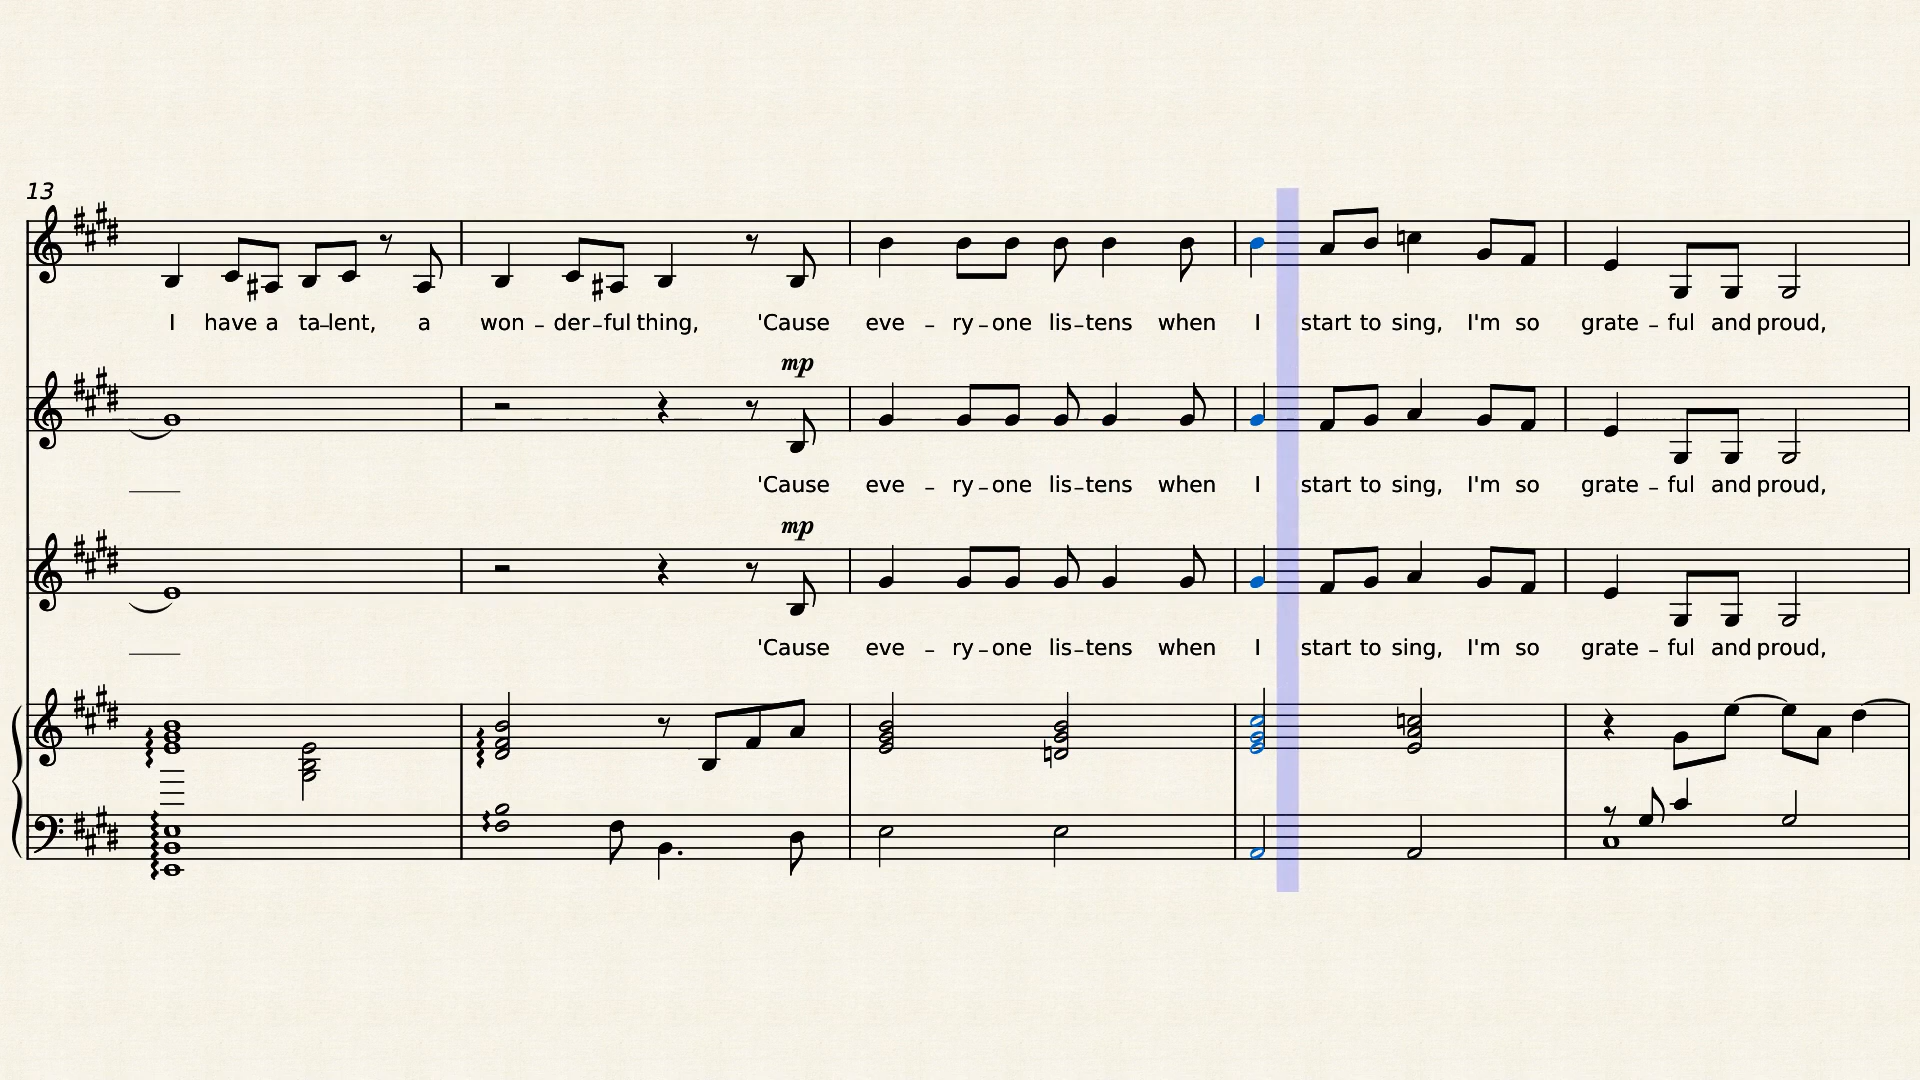 13
I have a ta-lent, a won-der-ful thing, 'Cause eve-ry-one lis-tens when I start to sing, I'm so grate-ful and proud,
mp
'Cause eve-ry-one lis-tens when I start to sing, I'm so grate-ful and proud,
mp
'Cause eve-ry-one lis-tens when I start to sing, I'm so grate-ful and proud,